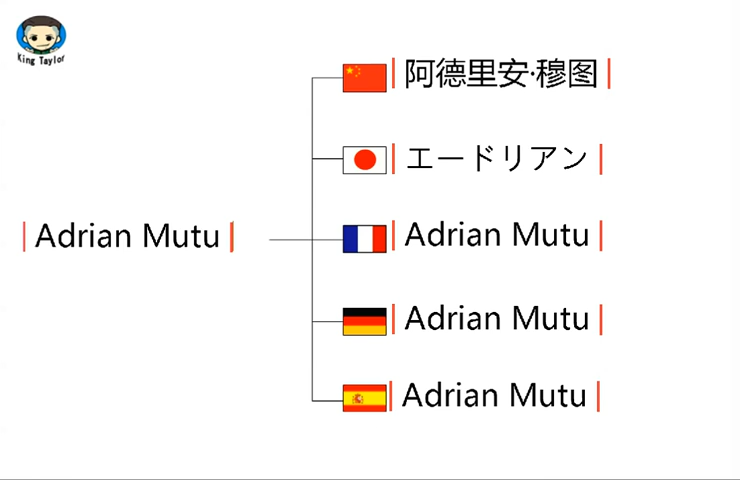 King Taylor
阿德里安·穆图
エードリアン
Adrian Mutu
Adrian Mutu
Adrian Mutu
Adrian Mutu